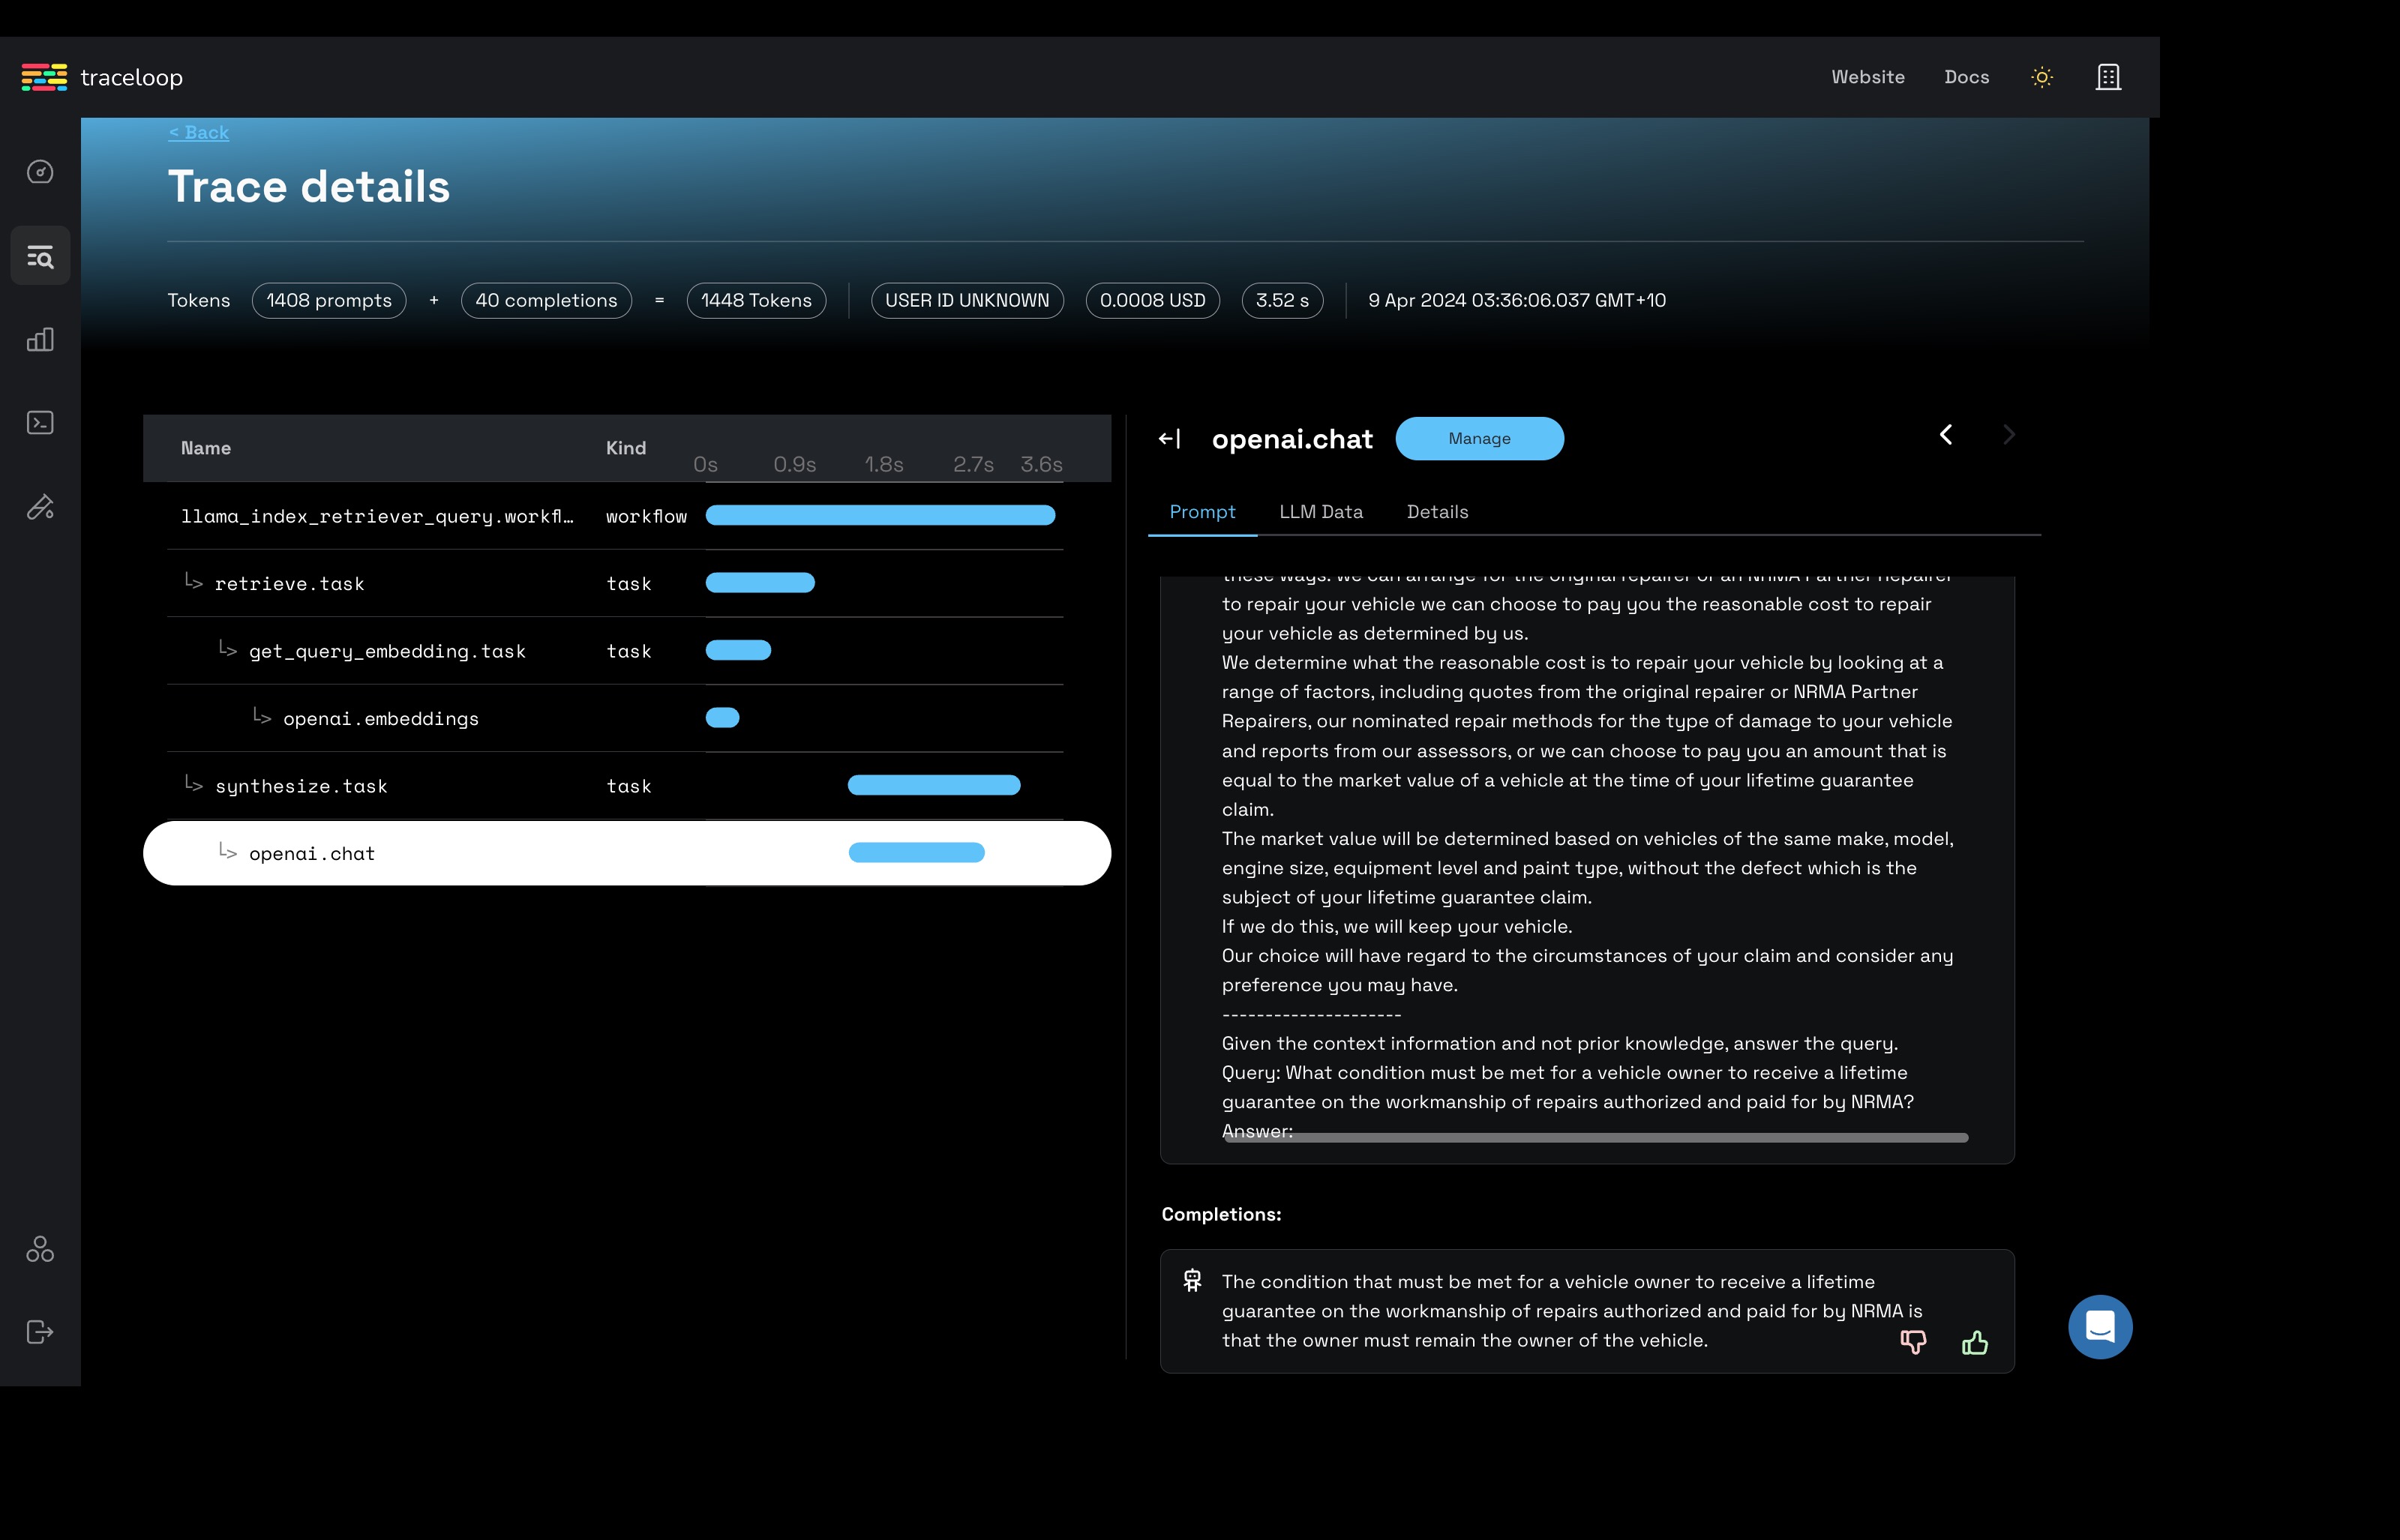 traceloop
Website Docs
< Back
Trace details
Tokens 1408 prompts + 40 completions = 1448 Tokens USER ID UNKNOWN 0.0008 USD 3.52 s 9 Apr 2024 03:36:06.037 GMT+10
Name Kind 0s 0.9s 1.8s 2.7s 3.6s
llama_index_retriever_query.workfl… workflow
retrieve.task task
get_query_embedding.task task
openai.embeddings
synthesize.task task
openai.chat
openai.chat Manage
Prompt LLM Data Details
these ways: we can arrange for the original repairer or an NRMA Partner Repairer
to repair your vehicle we can choose to pay you the reasonable cost to repair
your vehicle as determined by us.
We determine what the reasonable cost is to repair your vehicle by looking at a
range of factors, including quotes from the original repairer or NRMA Partner
Repairers, our nominated repair methods for the type of damage to your vehicle
and reports from our assessors, or we can choose to pay you an amount that is
equal to the market value of a vehicle at the time of your lifetime guarantee
claim.
The market value will be determined based on vehicles of the same make, model,
engine size, equipment level and paint type, without the defect which is the
subject of your lifetime guarantee claim.
If we do this, we will keep your vehicle.
Our choice will have regard to the circumstances of your claim and consider any
preference you may have.
---------------------
Given the context information and not prior knowledge, answer the query.
Query: What condition must be met for a vehicle owner to receive a lifetime
guarantee on the workmanship of repairs authorized and paid for by NRMA?
Answer:
Completions:
The condition that must be met for a vehicle owner to receive a lifetime
guarantee on the workmanship of repairs authorized and paid for by NRMA is
that the owner must remain the owner of the vehicle.